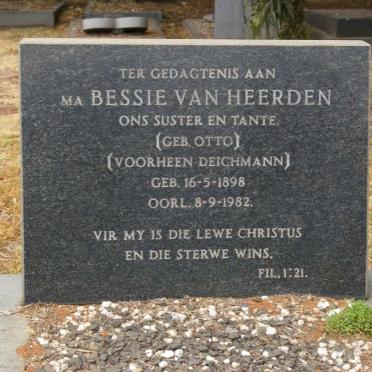 TER GEDAGTENIS AAN
MA BESSIE VAN HEERDEN
ONS SUSTER EN TANTE.
(GEB. OTTO)
(VOORHEEN DEICHMANN)
GEB. 16-5-1898
OORL. 8-9-1982.
VIR MY IS DIE LEWE CHRISTUS
EN DIE STERWE WINS.
FIL. 1:21.